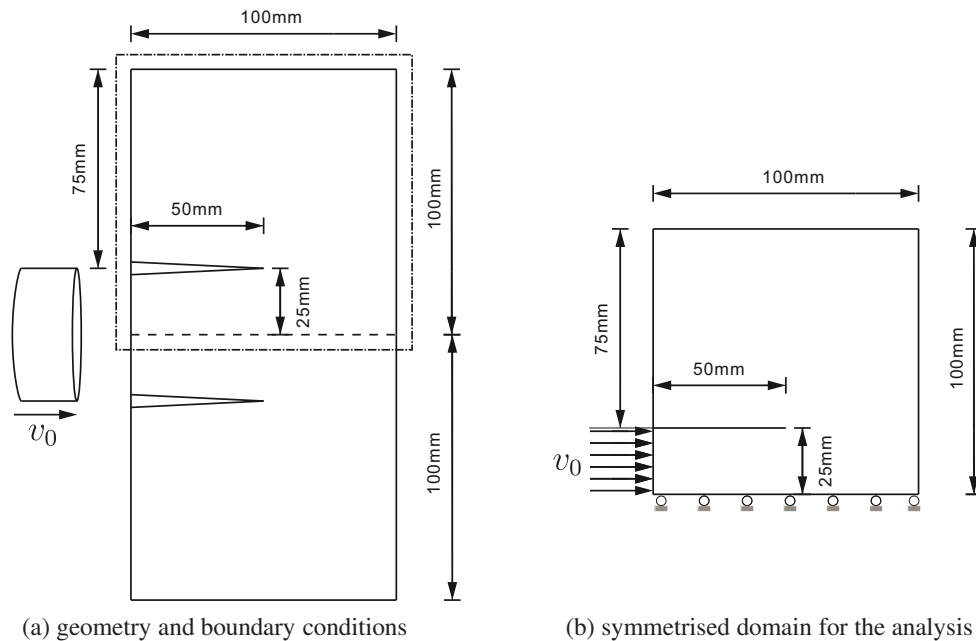 100mm
75mm
50mm
25mm
100mm
100mm
v0
(a) geometry and boundary conditions
100mm
75mm
50mm
25mm
100mm
v0
(b) symmetrised domain for the analysis